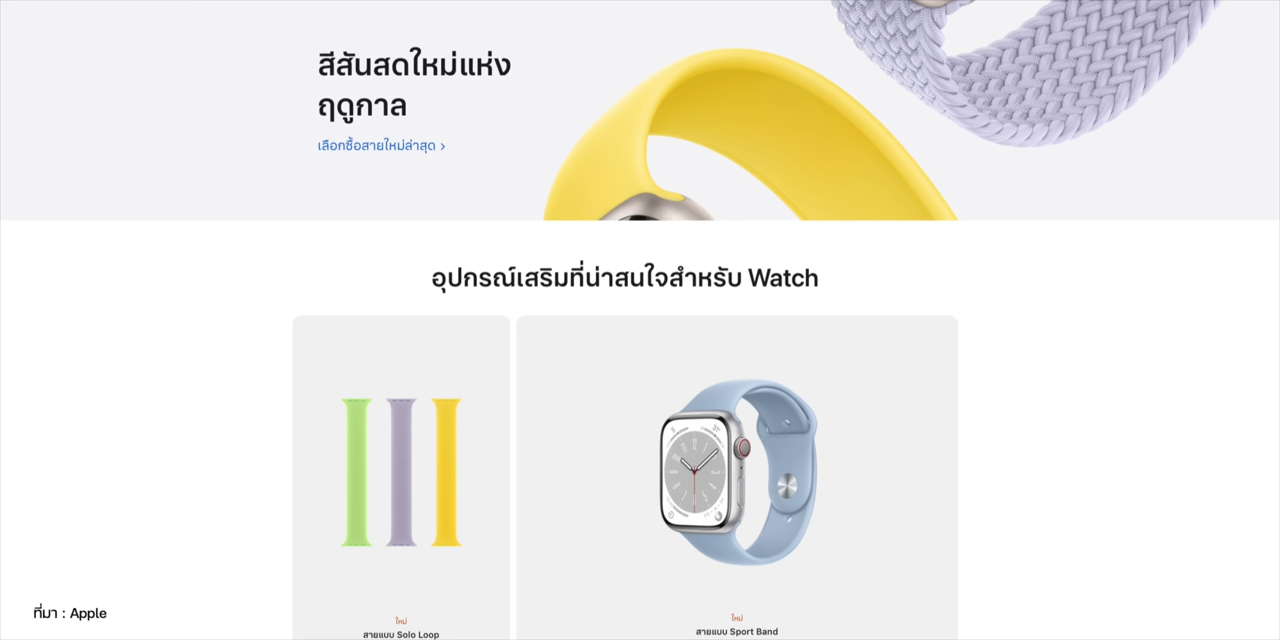 สีสันสดใหม่แห่ง
ฤดูกาล
เลือกซื้อสายใหม่ล่าสุด ›
อุปกรณ์เสริมที่น่าสนใจสำหรับ Watch
ใหม่
สายแบบ Solo Loop
ใหม่
สายแบบ Sport Band
ที่มา : Apple